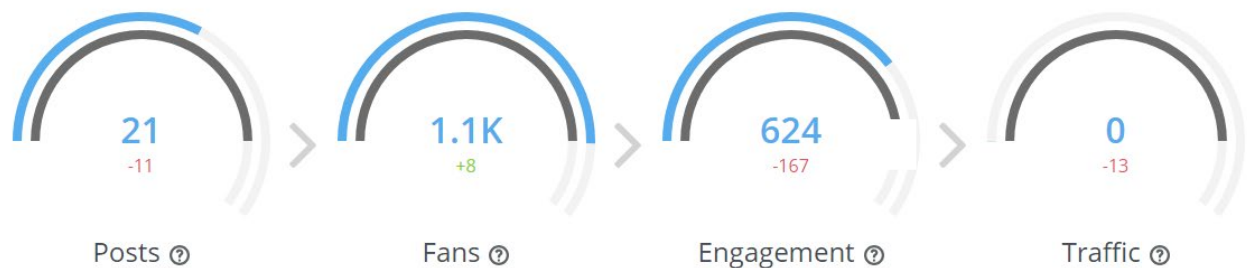 21 1.1K 624 0
-11 +8 -167 -13
Posts ? Fans ? Engagement ? Traffic ?